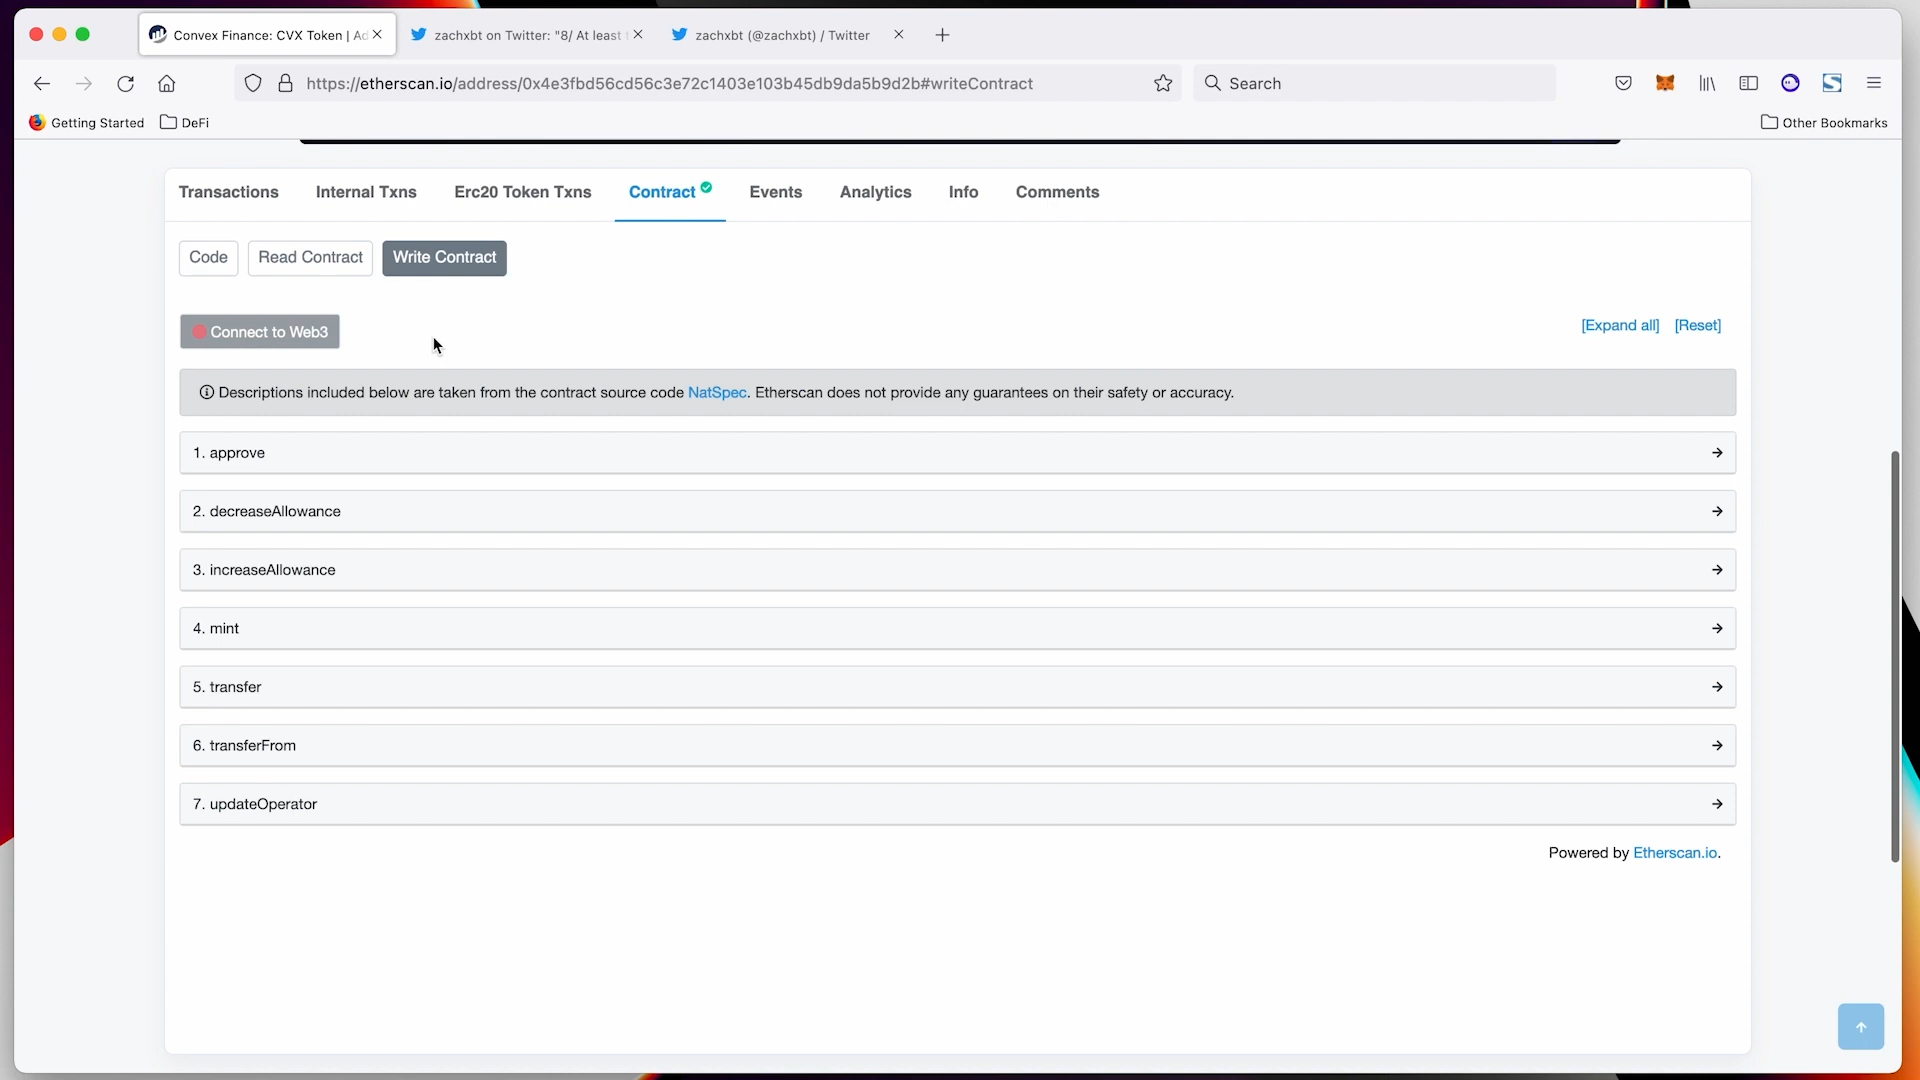 Convex Finance: CVX Token | Ad
zachxbt on Twitter: "8/ At least
zachxbt (@zachxbt) / Twitter
https://etherscan.io/address/0x4e3fbd56cd56c3e72c1403e103b45db9da5b9d2b#writeContract
Search
Getting Started
DeFi
Other Bookmarks
Transactions
Internal Txns
Erc20 Token Txns
Contract
Events
Analytics
Info
Comments
Code
Read Contract
Write Contract
Connect to Web3
[Expand all]
[Reset]
Descriptions included below are taken from the contract source code NatSpec. Etherscan does not provide any guarantees on their safety or accuracy.
1. approve
2. decreaseAllowance
3. increaseAllowance
4. mint
5. transfer
6. transferFrom
7. updateOperator
Powered by Etherscan.io.